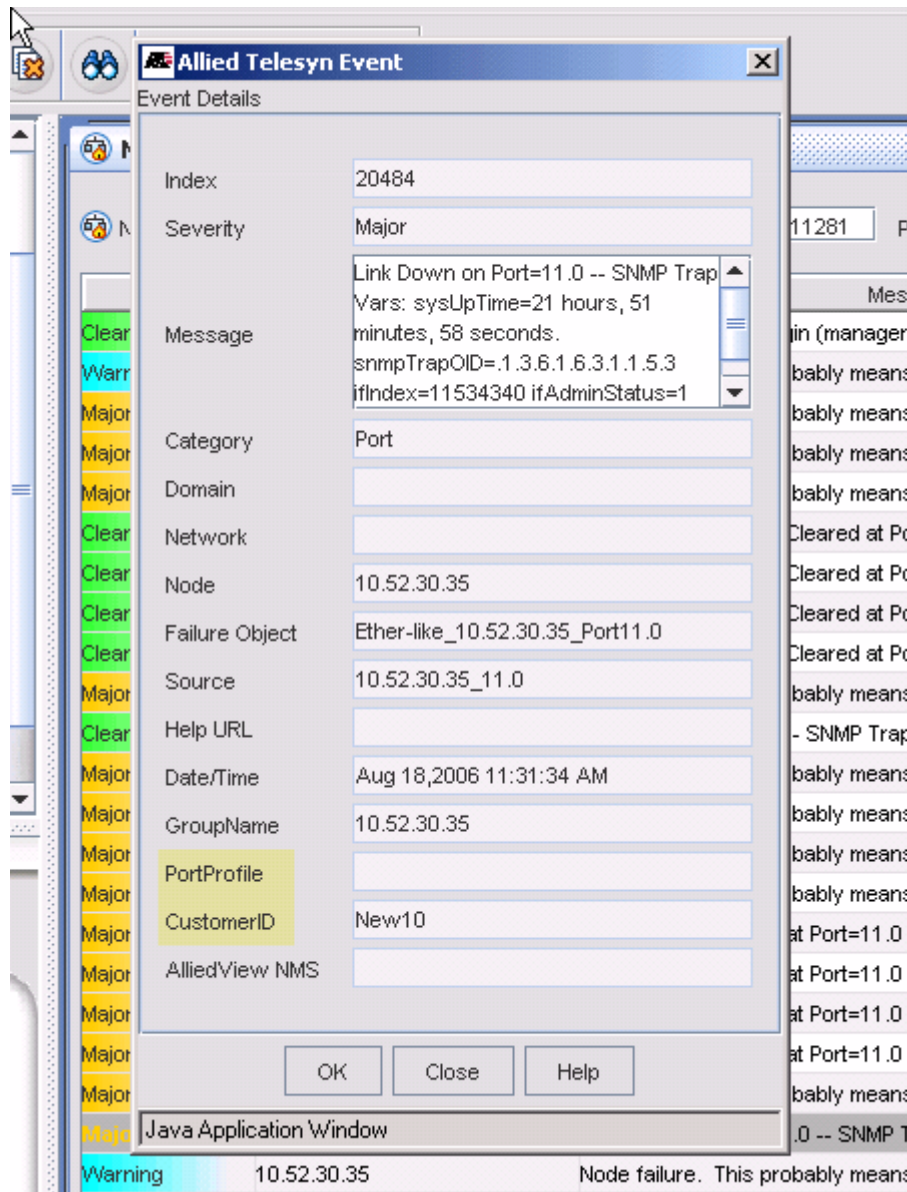 Allied Telesyn Event
Event Details
Index 20484
Severity Major
Message Link Down on Port=11.0 -- SNMP Trap
Vars: sysUpTime=21 hours, 51
minutes, 58 seconds.
snmpTrapOID=.1.3.6.1.6.3.1.1.5.3
ifIndex=11534340 ifAdminStatus=1
Category Port
Domain
Network
Node 10.52.30.35
Failure Object Ether-like_10.52.30.35_Port11.0
Source 10.52.30.35_11.0
Help URL
Date/Time Aug 18,2006 11:31:34 AM
GroupName 10.52.30.35
PortProfile
CustomerID New10
AlliedView NMS
OK Close Help
Java Application Window
11281
Mes
Clear gin (manager
Warn bably means
Major bably means
Major bably means
Major bably means
Clear Cleared at Po
Clear Cleared at Po
Clear Cleared at Po
Clear Cleared at Po
Major bably means
Clear - SNMP Trap
Major bably means
Major bably means
Major bably means
Major bably means
Major at Port=11.0
Major at Port=11.0
Major at Port=11.0
Major at Port=11.0
Major bably means
Majo .0 -- SNMP T
Warning 10.52.30.35 Node failure. This probably means